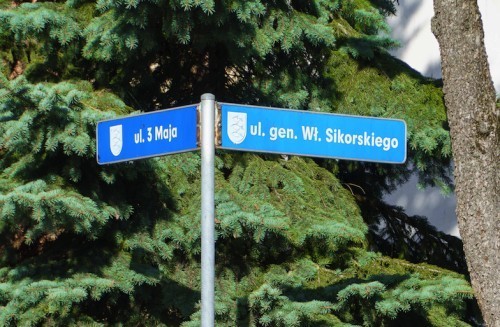 ul. 3 Maja
ul. gen. Wł. Sikorskiego